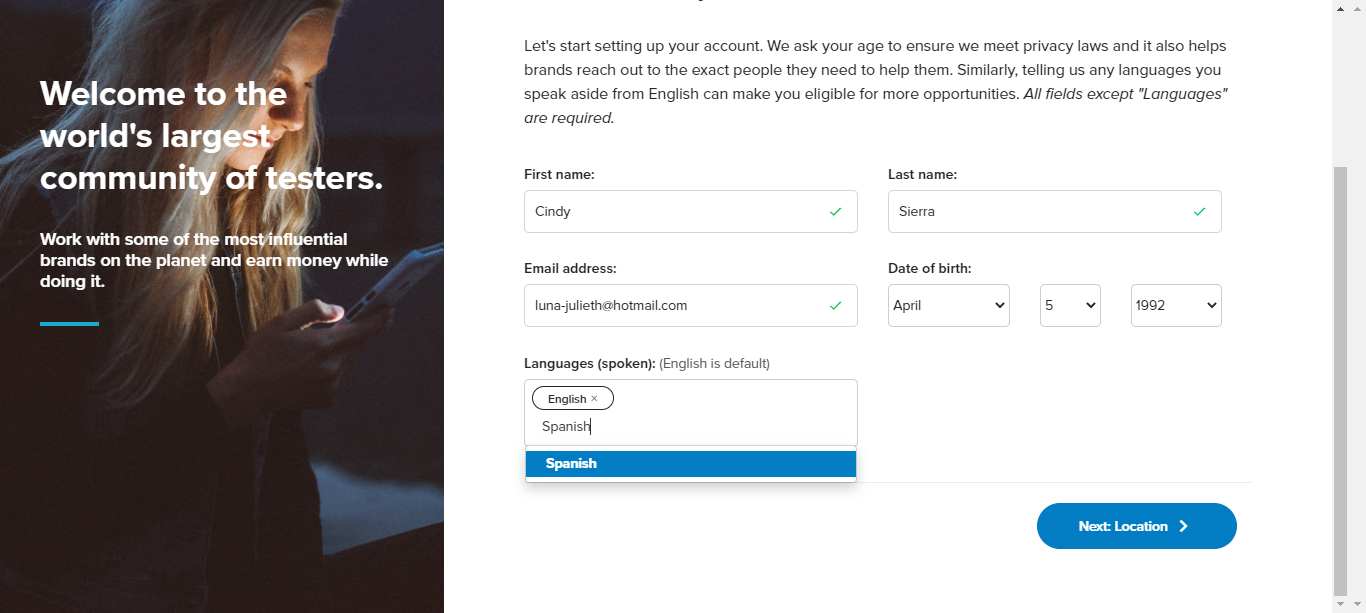 Welcome to the
world's largest
community of testers.
Work with some of the most influential
brands on the planet and earn money while
doing it.
Let's start setting up your account. We ask your age to ensure we meet privacy laws and it also helps
brands reach out to the exact people they need to help them. Similarly, telling us any languages you
speak aside from English can make you eligible for more opportunities. All fields except "Languages"
are required.
First name:
Last name:
Cindy
Sierra
Email address:
Date of birth:
luna-julieth@hotmail.com
April
5
1992
Languages (spoken): (English is default)
English ×
Spanish
Spanish
Next: Location